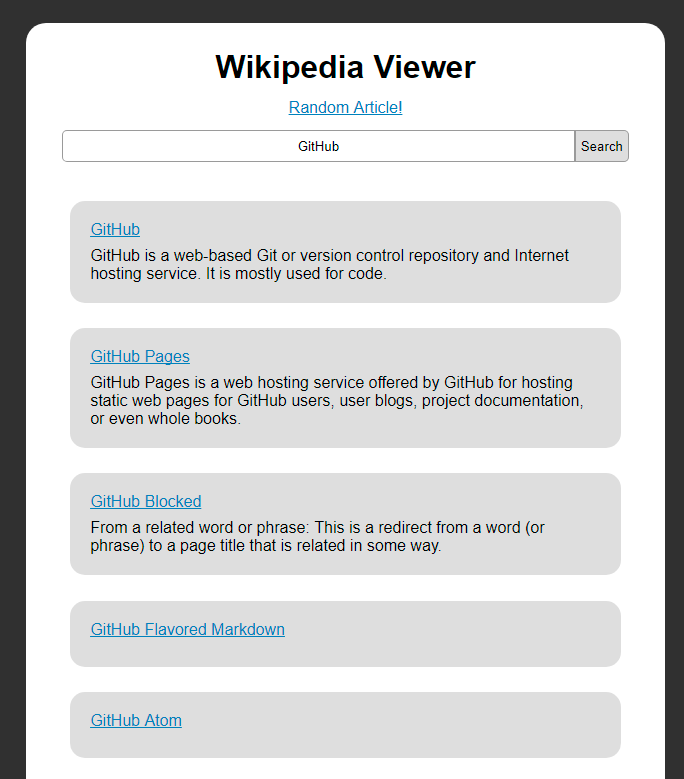 Wikipedia Viewer
Random Article!
GitHub
Search
GitHub
GitHub is a web-based Git or version control repository and Internet
hosting service. It is mostly used for code.
GitHub Pages
GitHub Pages is a web hosting service offered by GitHub for hosting
static web pages for GitHub users, user blogs, project documentation,
or even whole books.
GitHub Blocked
From a related word or phrase: This is a redirect from a word (or
phrase) to a page title that is related in some way.
GitHub Flavored Markdown
GitHub Atom